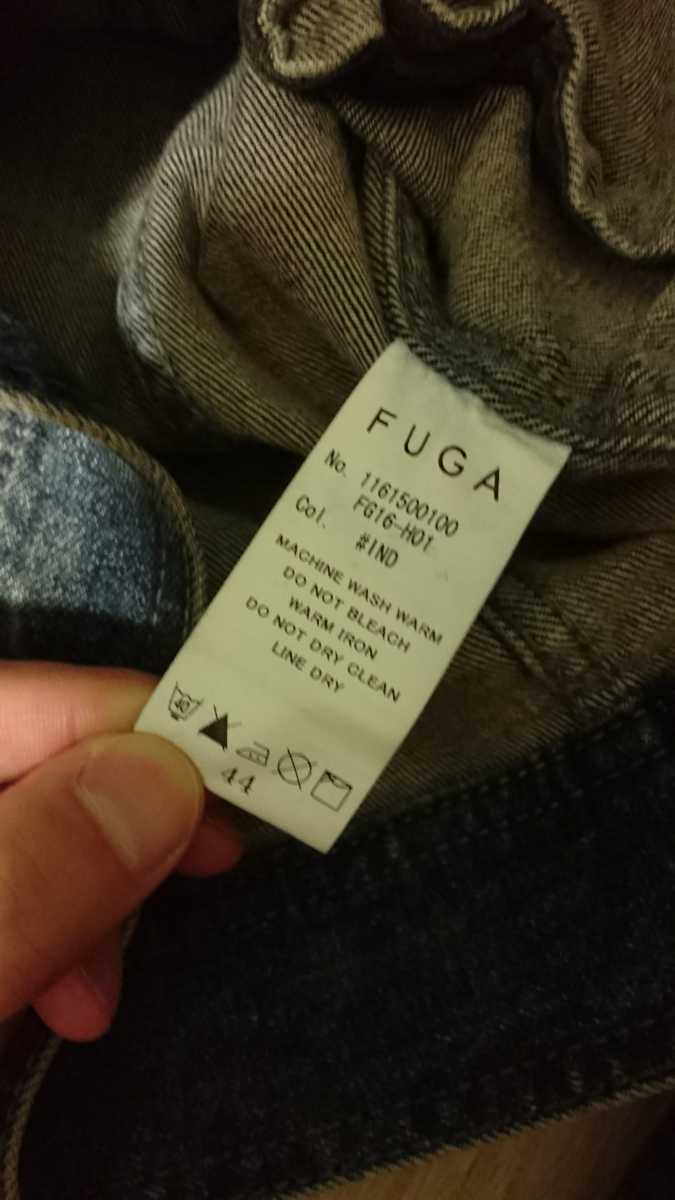 FUGA
No. 1161500100
FG16-H01
Col. #IND
MACHINE WASH WARM
DO NOT BLEACH
WARM IRON
DO NOT DRY CLEAN
LINE DRY
40
44